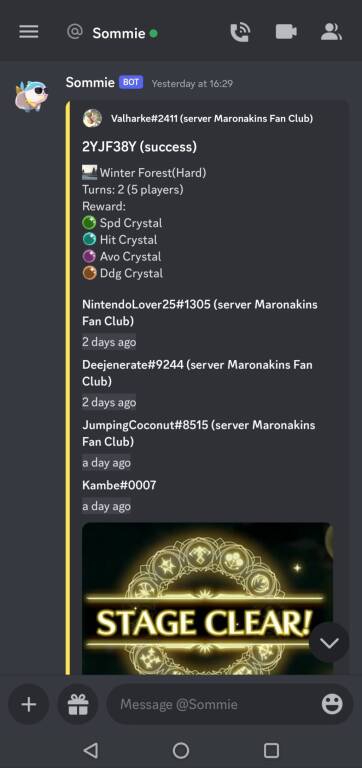 @ Sommie
Sommie BOT Yesterday at 16:29
Valharke#2411 (server Maronakins Fan Club)
2YJF38Y (success)
Winter Forest(Hard)
Turns: 2 (5 players)
Reward:
Spd Crystal
Hit Crystal
Avo Crystal
Ddg Crystal
NintendoLover25#1305 (server Maronakins
Fan Club)
2 days ago
Deejenerate#9244 (server Maronakins Fan
Club)
2 days ago
JumpingCoconut#8515 (server Maronakins
Fan Club)
a day ago
Kambe#0007
a day ago
STAGE CLEAR!
Message @Sommie